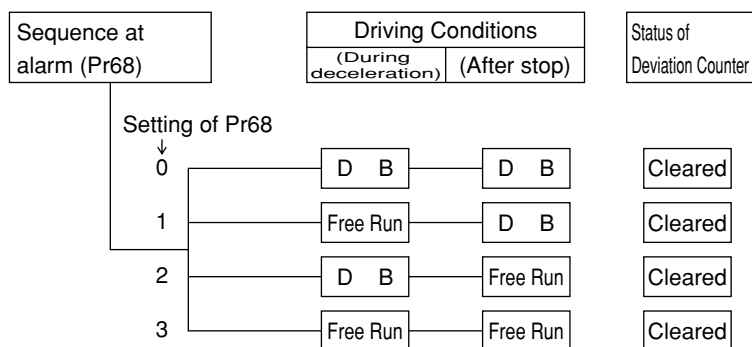 Sequence at
alarm (Pr68)
Driving Conditions
(During
deceleration)
(After stop)
Status of
Deviation Counter
Setting of Pr68
0 D B D B Cleared
1 Free Run D B Cleared
2 D B Free Run Cleared
3 Free Run Free Run Cleared